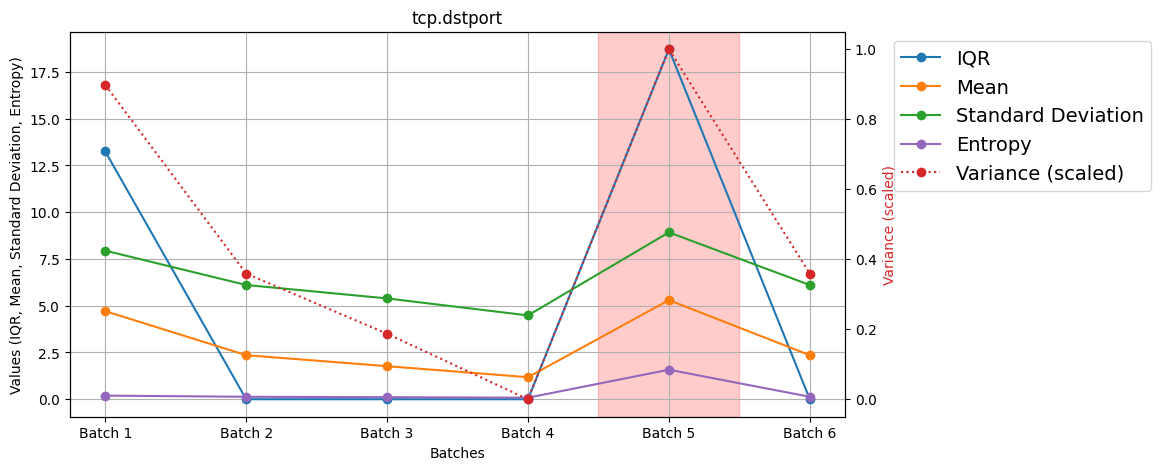 tcp.dstport
Values (IQR, Mean, Standard Deviation, Entropy)
17.5
15.0
12.5
10.0
7.5
5.0
2.5
0.0
Batch 1
Batch 2
Batch 3
Batch 4
Batch 5
Batch 6
Batches
1.0
0.8
0.6
0.4
0.2
0.0
Variance (scaled)
IQR
Mean
Standard Deviation
Entropy
Variance (scaled)